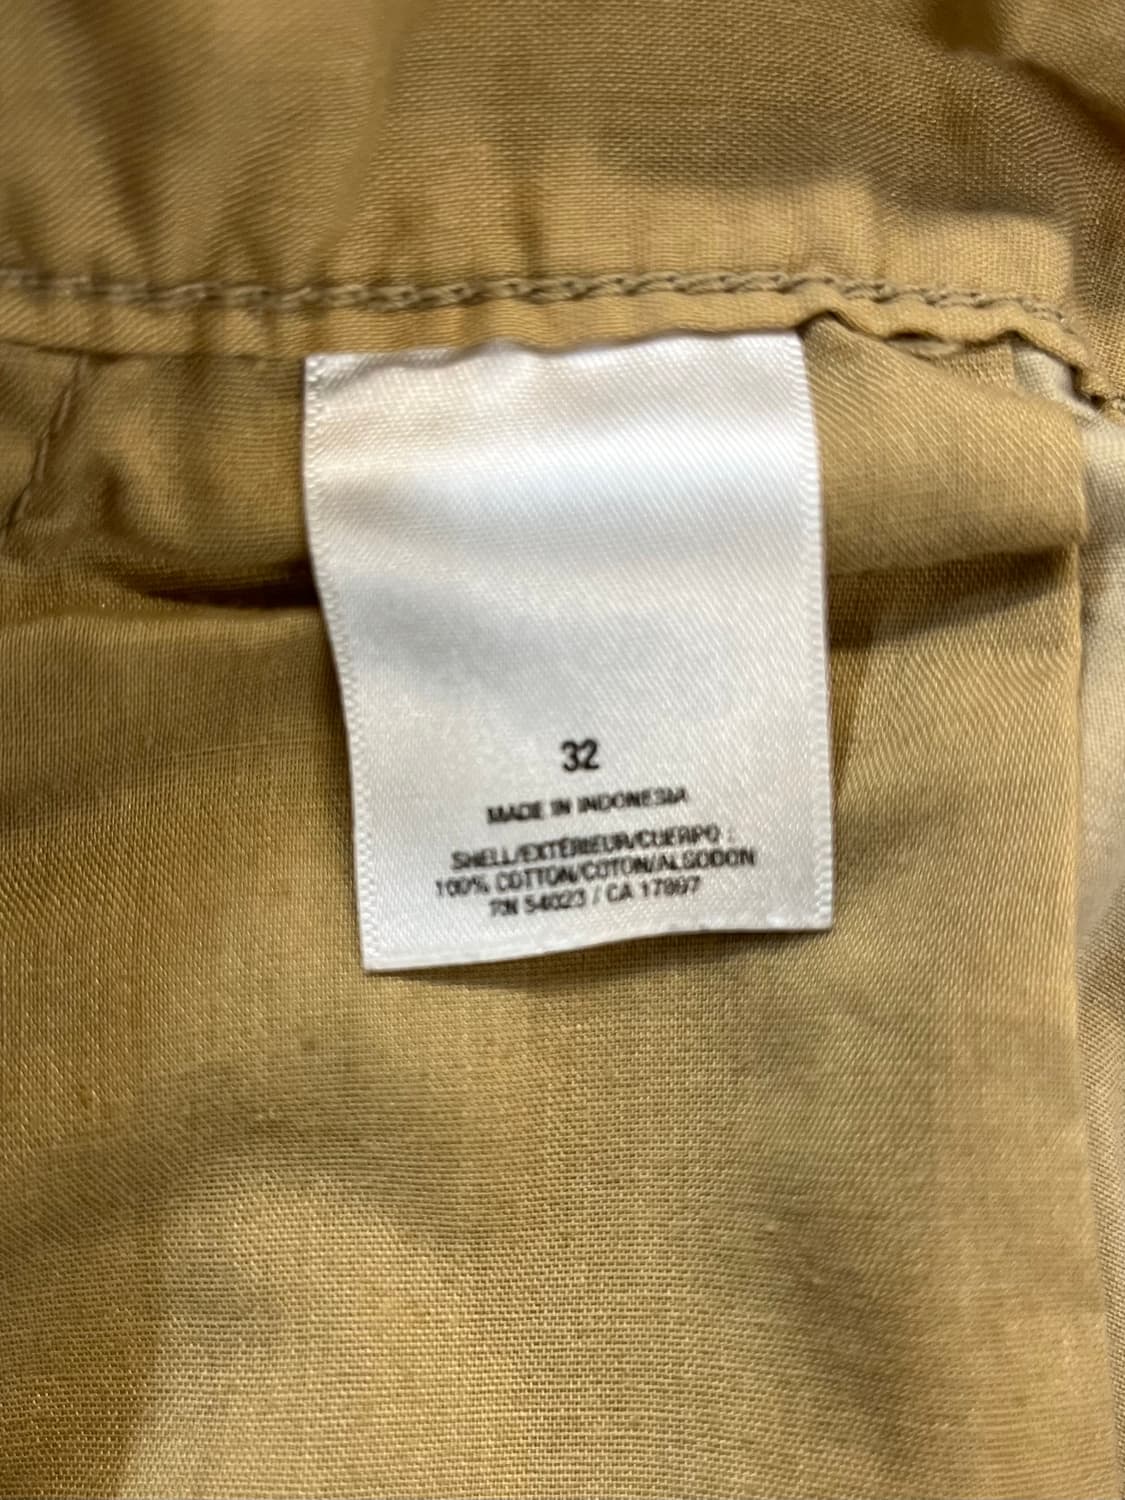 32
MADE IN INDONESIA
SHELL/EXTÉRIEUR/CUERPO :
100% COTTON/COTON/ALGODON
RN 54023 / CA 17897